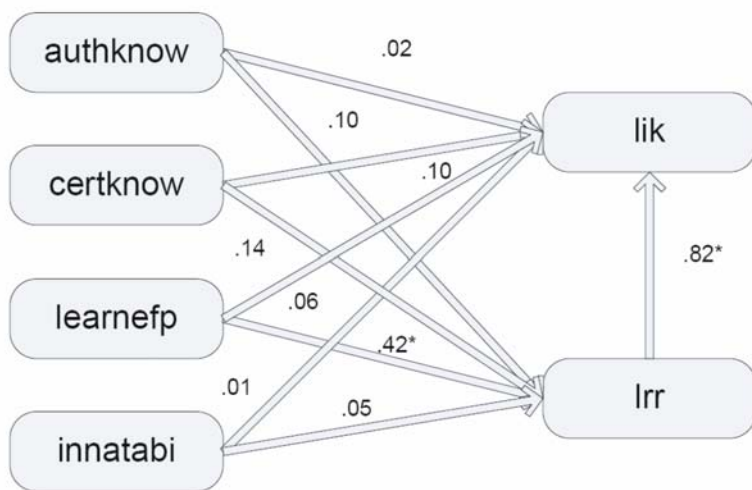 authknow
.02
lik
.10
certknow
.10
.14
.82*
learnefp
.06
.42*
lrr
.01
.05
innatabi